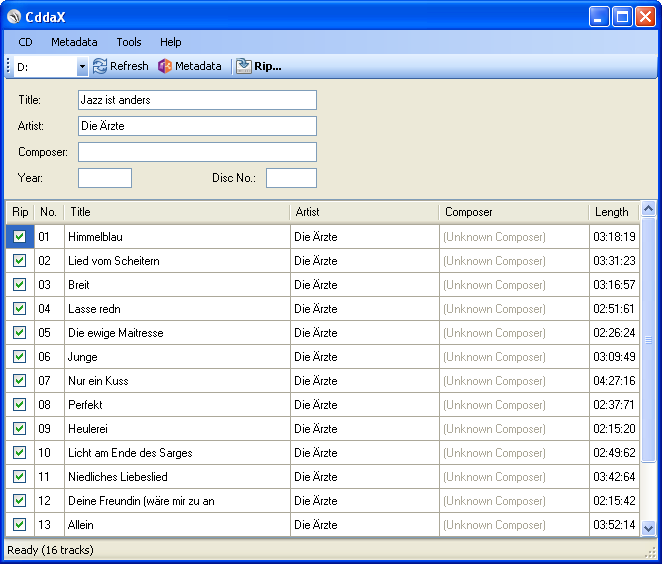 CddaX
CD Metadata Tools Help
D: Refresh Metadata Rip...
Title: Jazz ist anders
Artist: Die Ärzte
Composer:
Year: Disc No.:
Rip No. Title Artist Composer Length
01 Himmelblau Die Ärzte (Unknown Composer) 03:18:19
02 Lied vom Scheitern Die Ärzte (Unknown Composer) 03:31:23
03 Breit Die Ärzte (Unknown Composer) 03:16:57
04 Lasse redn Die Ärzte (Unknown Composer) 02:51:61
05 Die ewige Maitresse Die Ärzte (Unknown Composer) 02:26:24
06 Junge Die Ärzte (Unknown Composer) 03:09:49
07 Nur ein Kuss Die Ärzte (Unknown Composer) 04:27:16
08 Perfekt Die Ärzte (Unknown Composer) 02:37:71
09 Heulerei Die Ärzte (Unknown Composer) 02:15:20
10 Licht am Ende des Sarges Die Ärzte (Unknown Composer) 02:49:62
11 Niedliches Liebeslied Die Ärzte (Unknown Composer) 03:42:64
12 Deine Freundin (wäre mir zu an Die Ärzte (Unknown Composer) 02:15:42
13 Allein Die Ärzte (Unknown Composer) 03:52:14
Ready (16 tracks)